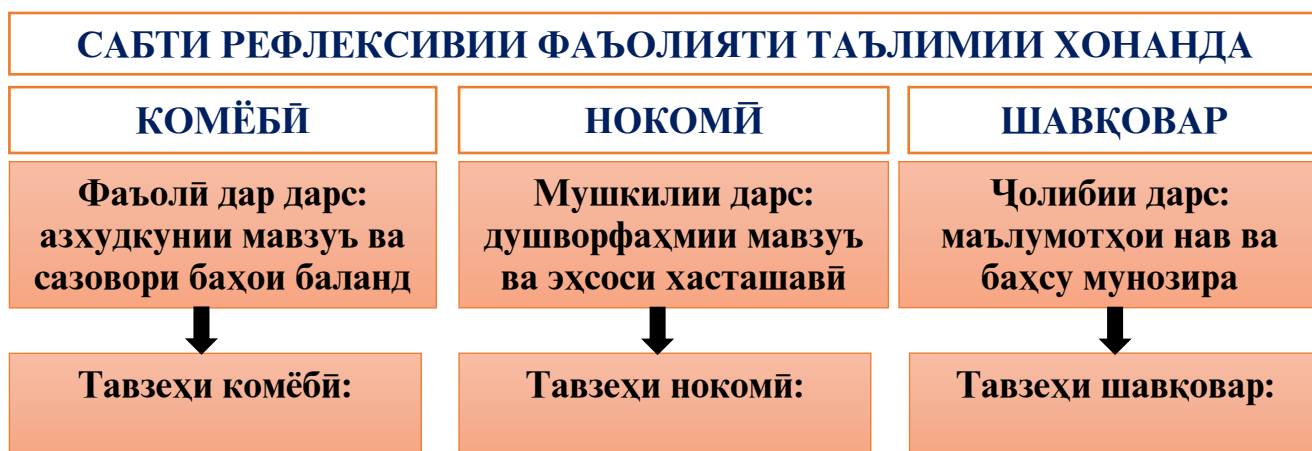 САБТИ РЕФЛЕКСИВИИ ФАЪОЛИЯТИ ТАЪЛИМИИ ХОНАНДА
КОМЁБӢ
НОКОМӢ
ШАВҚОВАР
Фаъолӣ дар дарс:
азхудкунии мавзуъ ва
сазовори баҳои баланд
Мушкилии дарс:
душворфаҳмии мавзуъ
ва эҳсоси хасташавӣ
Ҷолибии дарс:
маълумотҳои нав ва
баҳсу мунозира
Тавзеҳи комёбӣ:
Тавзеҳи нокомӣ:
Тавзеҳи шавқовар: